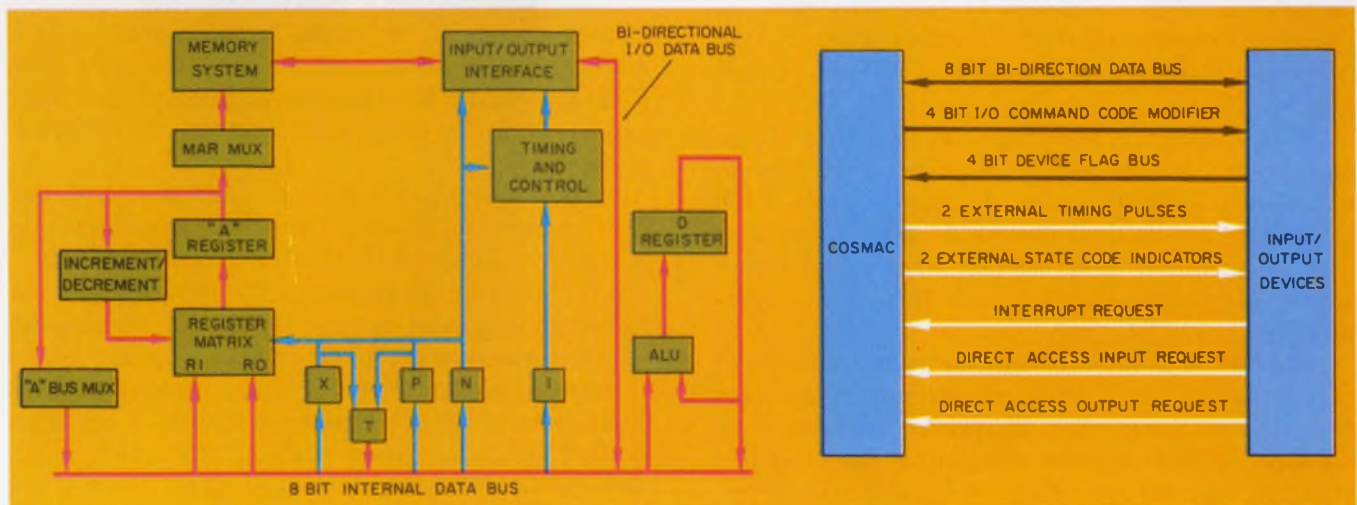 MEMORY
SYSTEM
INPUT/OUTPUT
INTERFACE
BI-DIRECTIONAL
I/O DATA BUS
MAR MUX
TIMING
AND
CONTROL
"A"
REGISTER
D
REGISTER
INCREMENT/
DECREMENT
REGISTER
MATRIX
RI RO
ALU
"A" BUS MUX
X
P
N
I
T
8 BIT INTERNAL DATA BUS
COSMAC
8 BIT BI-DIRECTION DATA BUS
4 BIT I/O COMMAND CODE MODIFIER
4 BIT DEVICE FLAG BUS
2 EXTERNAL TIMING PULSES
2 EXTERNAL STATE CODE INDICATORS
INTERRUPT REQUEST
DIRECT ACCESS INPUT REQUEST
DIRECT ACCESS OUTPUT REQUEST
INPUT/
OUTPUT
DEVICES